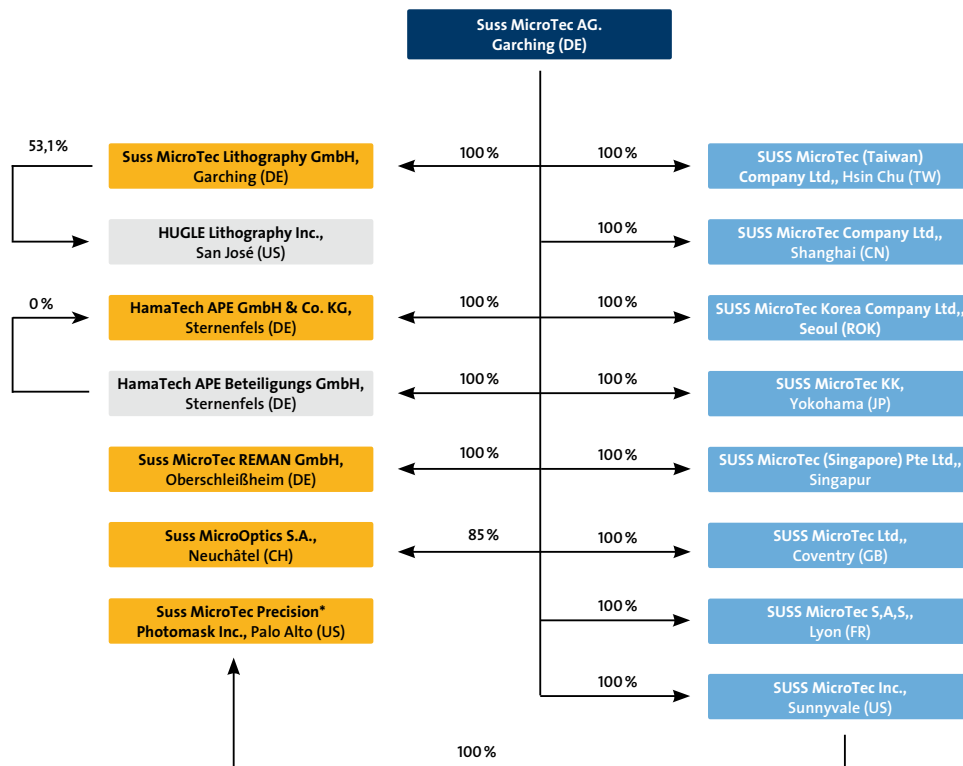 Suss MicroTec AG.
Garching (DE)
53,1 %
Suss MicroTec Lithography GmbH,
Garching (DE)
100 %
100 %
SUSS MicroTec (Taiwan)
Company Ltd,, Hsin Chu (TW)
HUGLE Lithography Inc.,
San José (US)
100 %
SUSS MicroTec Company Ltd,,
Shanghai (CN)
0 %
HamaTech APE GmbH & Co. KG,
Sternenfels (DE)
100 %
100 %
SUSS MicroTec Korea Company Ltd,,
Seoul (ROK)
HamaTech APE Beteiligungs GmbH,
Sternenfels (DE)
100 %
100 %
SUSS MicroTec KK,
Yokohama (JP)
Suss MicroTec REMAN GmbH,
Oberschleißheim (DE)
100 %
100 %
SUSS MicroTec (Singapore) Pte Ltd,,
Singapur
Suss MicroOptics S.A.,
Neuchâtel (CH)
85 %
100 %
SUSS MicroTec Ltd,,
Coventry (GB)
Suss MicroTec Precision*
Photomask Inc., Palo Alto (US)
100 %
SUSS MicroTec S,A,S,,
Lyon (FR)
100 %
SUSS MicroTec Inc.,
Sunnyvale (US)
100 %